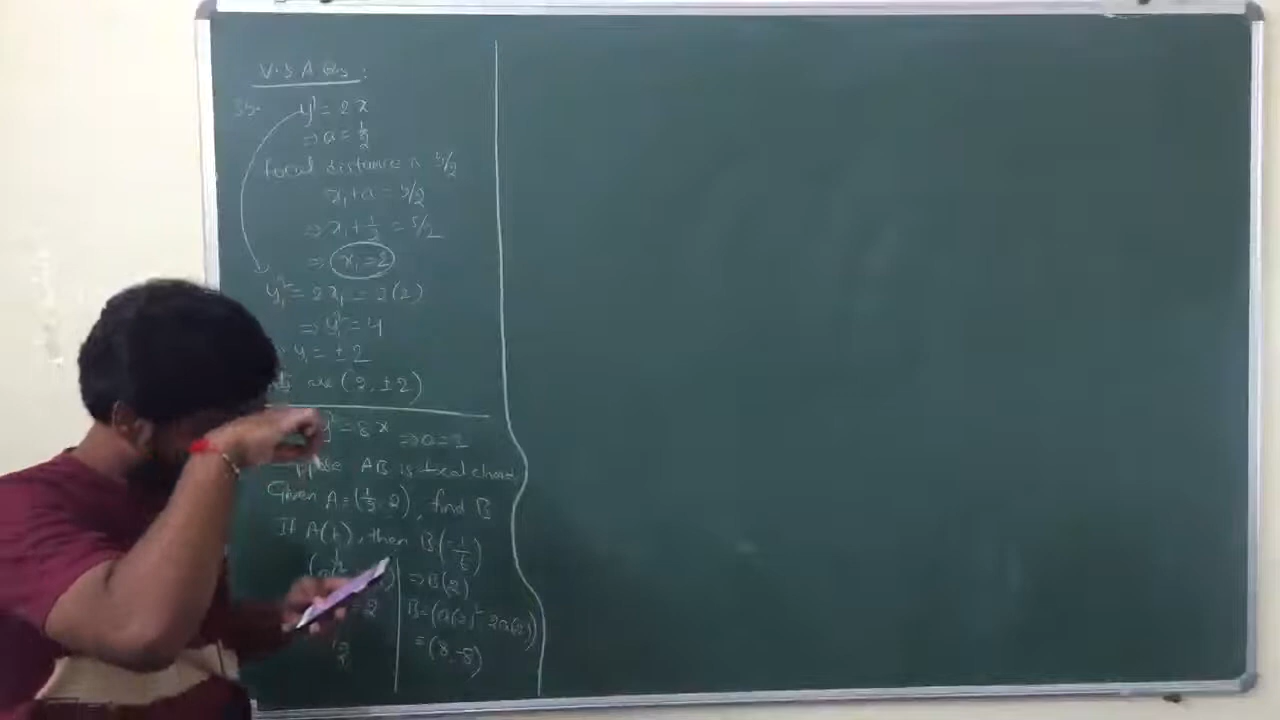 V.S A Qs:
35.
y² = 2x
⇒ a = 1/2
Focal distance is 5/2
x₁+a = 5/2
⇒ x₁ + 1/2 = 5/2
⇒ x₁ = 2
y₁² = 2x₁ = 2(2)
⇒ y₁² = 4
y₁ = ± 2
are (2, ±2)
y² = 8x ⇒ a = 2
AB is focal chord
Given A = (1/2, 2), find B
If A(t), then B(-1/t)
⇒ B(2)
= 2
B = (a(2)², 2a(2))
= (8, -8)